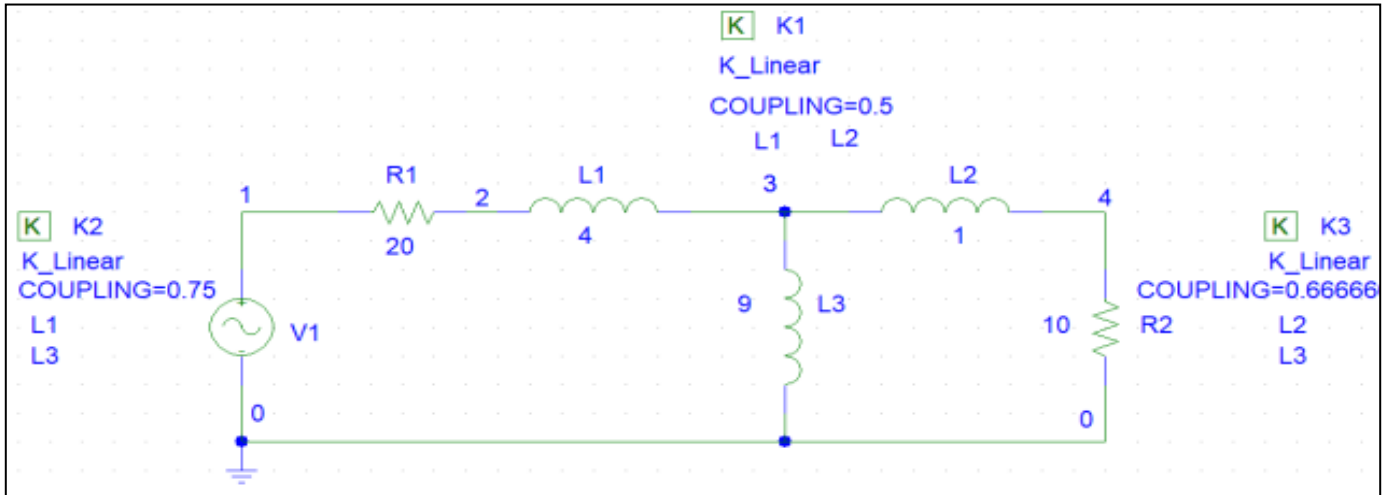 K K1
K_Linear
COUPLING=0.5
L1 L2
R1
L1
L2
1
2
3
4
20
4
1
K K2
K_Linear
COUPLING=0.75
L1
L3
V1
9
L3
10
R2
K K3
K_Linear
COUPLING=0.66666
L2
L3
0
0